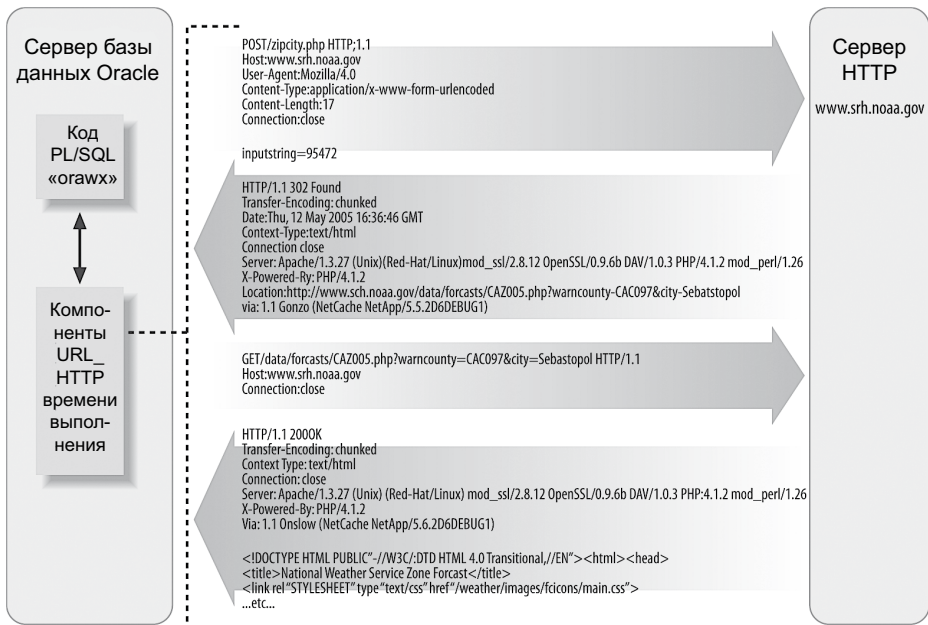 Сервер базы
данных Oracle
Код
PL/SQL
«orawx»
Компо-
ненты
URL_
HTTP
времени
выпол-
нения
POST/zipcity.php HTTP;1.1
Host:www.srh.noaa.gov
User-Agent:Mozilla/4.0
Content-Type:application/x-www-form-urlencoded
Content-Length:17
Connection:close
inputstring=95472
HTTP/1.1 302 Found
Transfer-Encoding: chunked
Date:Thu, 12 May 2005 16:36:46 GMT
Context-Type:text/html
Connection close
Server: Apache/1.3.27 (Unix)(Red-Hat/Linux)mod_ssl/2.8.12 OpenSSL/0.9.6b DAV/1.0.3 PHP/4.1.2 mod_perl/1.26
X-Powered-Ry: PHP/4.1.2
Location:http://www.sch.noaa.gov/data/forcasts/CAZ005.php?warncounty-CAC097&city-Sebatstopol
via: 1.1 Gonzo (NetCache NetApp/5.5.2D6DEBUG1)
GET/data/forcasts/CAZ005.php?warncounty=CAC097&city=Sebastopol HTTP/1.1
Host:www.srh.noaa.gov
Connection:close
HTTP/1.1 200OK
Transfer-Encoding: chunked
Context Type: text/html
Connection: close
Server: Apache/1.3.27 (Unix) (Red-Hat/Linux) mod_ssl/2.8.12 OpenSSL/0.9.6b DAV/1.0.3 PHP:4.1.2 mod_perl/1.26
X-Powered-By: PHP/4.1.2
Via: 1.1 Onslow (NetCache NetApp/5.6.2D6DEBUG1)
<!DOCTYPE HTML PUBLIC"-//W3C/:DTD HTML 4.0 Transitional,//EN"><html><head>
<title>National Weather Service Zone Forcast</title>
<link rel"STYLESHEET" type"text/css" href"/weather/images/fcicons/main.css">
...etc...
Сервер
HTTP
www.srh.noaa.gov